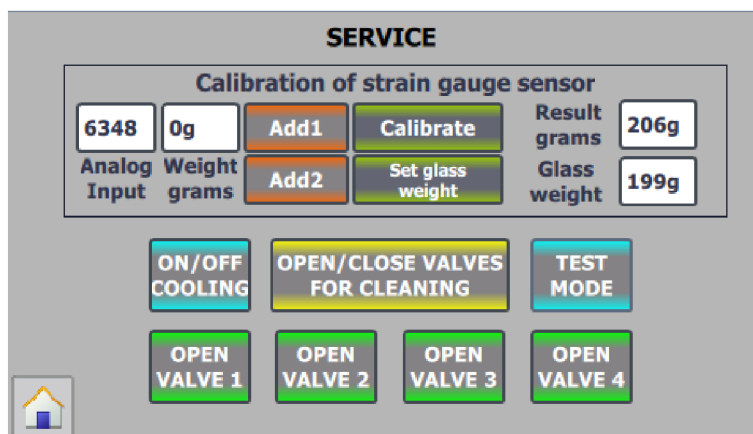 SERVICE
Calibration of strain gauge sensor
6348 0g Add1 Calibrate Result grams 206g
Analog Input Weight grams Add2 Set glass weight Glass weight 199g
ON/OFF COOLING OPEN/CLOSE VALVES FOR CLEANING TEST MODE
OPEN VALVE 1 OPEN VALVE 2 OPEN VALVE 3 OPEN VALVE 4